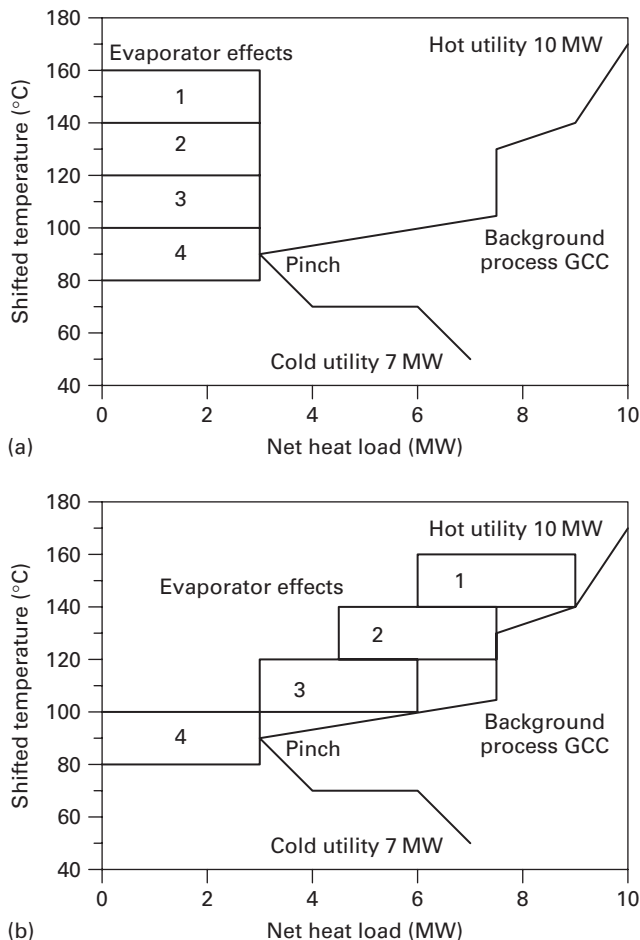 180
160
140
120
100
80
60
40
Shifted temperature (°C)
Evaporator effects
1
2
3
4
Hot utility 10 MW
Pinch
Background
process GCC
Cold utility 7 MW
0
2
4
6
8
10
(a)
Net heat load (MW)
180
160
140
120
100
80
60
40
Shifted temperature (°C)
Hot utility 10 MW
Evaporator effects
1
2
3
4
Pinch
Background
process GCC
Cold utility 7 MW
0
2
4
6
8
10
(b)
Net heat load (MW)